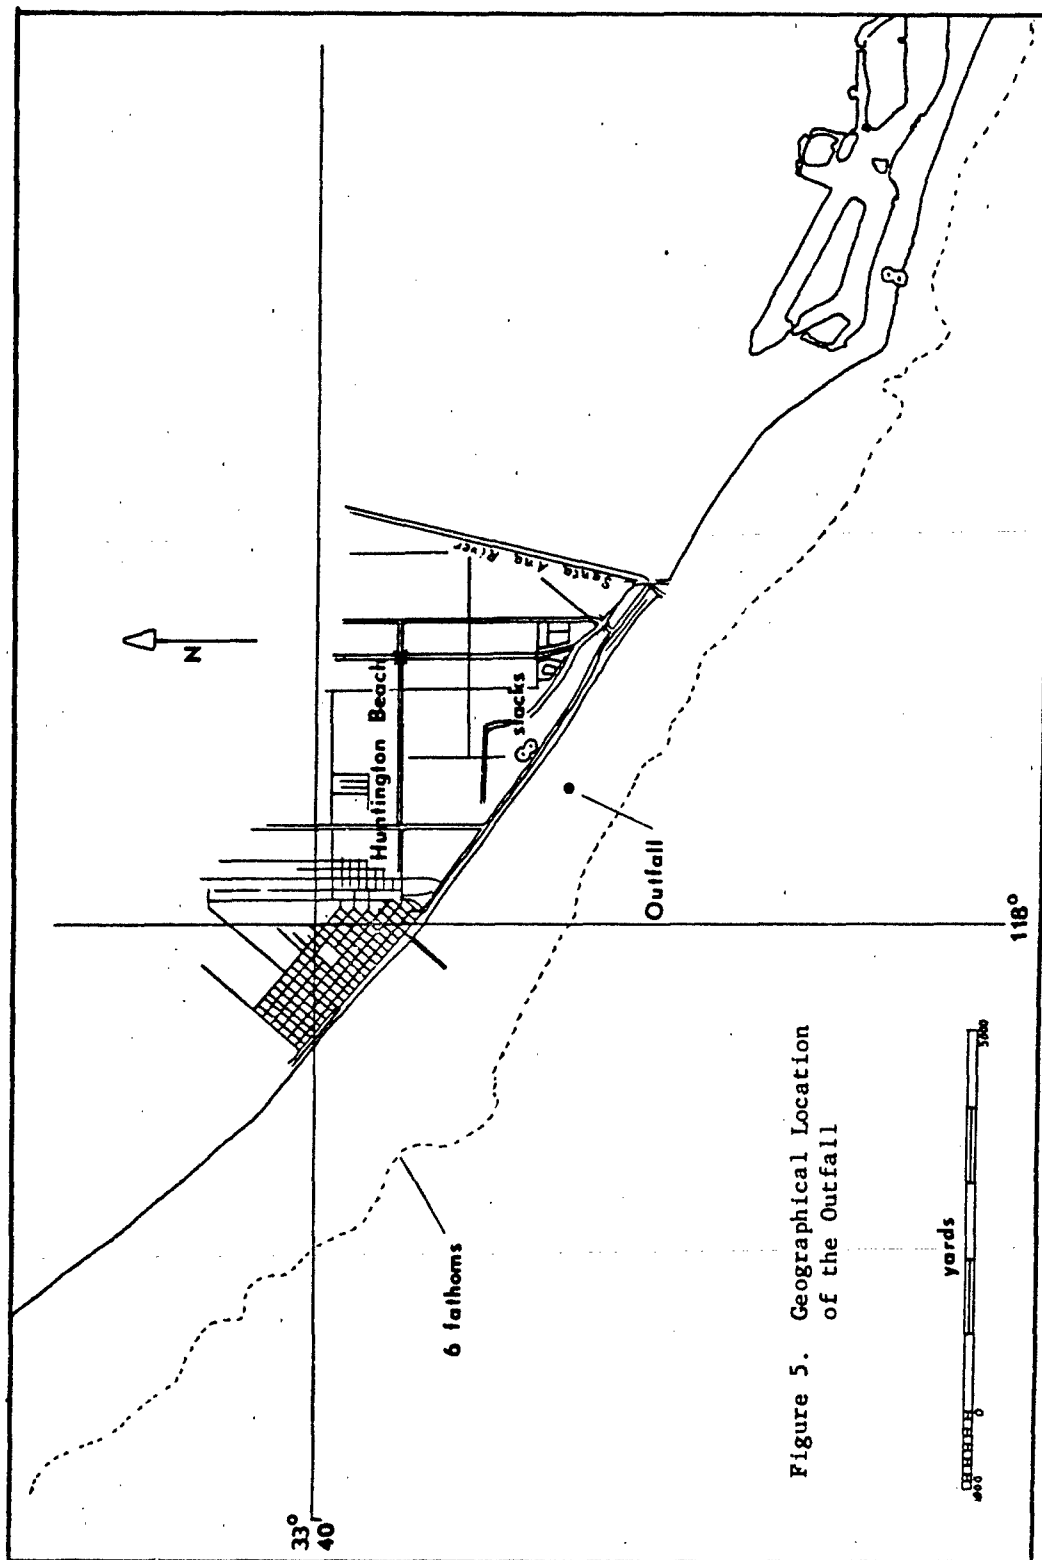 33°
40'
6 fathoms
Huntington Beach
N
Santa Ana River
stacks
Outfall
118°
Figure 5. Geographical Location
of the Outfall
yards
1000
0
5000